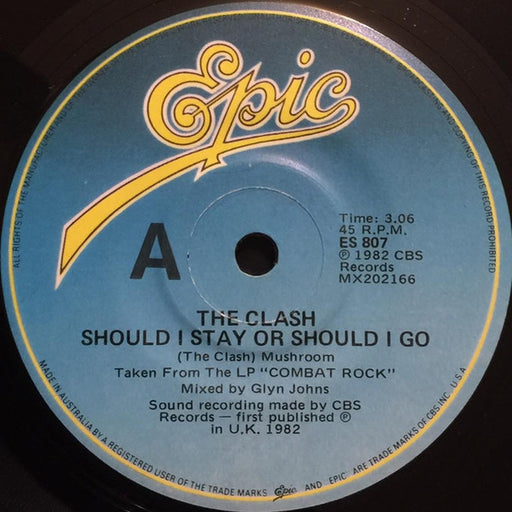 Epic
A
Time: 3.06
45 R.P.M.
ES 807
℗ 1982 CBS
Records
MX202166
THE CLASH
SHOULD I STAY OR SHOULD I GO
(The Clash) Mushroom
Taken From The LP "COMBAT ROCK"
Mixed by Glyn Johns
Sound recording made by CBS
Records — first published ℗
in U.K. 1982
MADE IN AUSTRALIA BY A REGISTERED USER OF THE TRADE MARKS Epic AND EPIC ARE TRADE MARKS OF CBS INC. U.S.A
ALL RIGHTS OF THE
COPYING OF THIS RECORD PROHIBITED